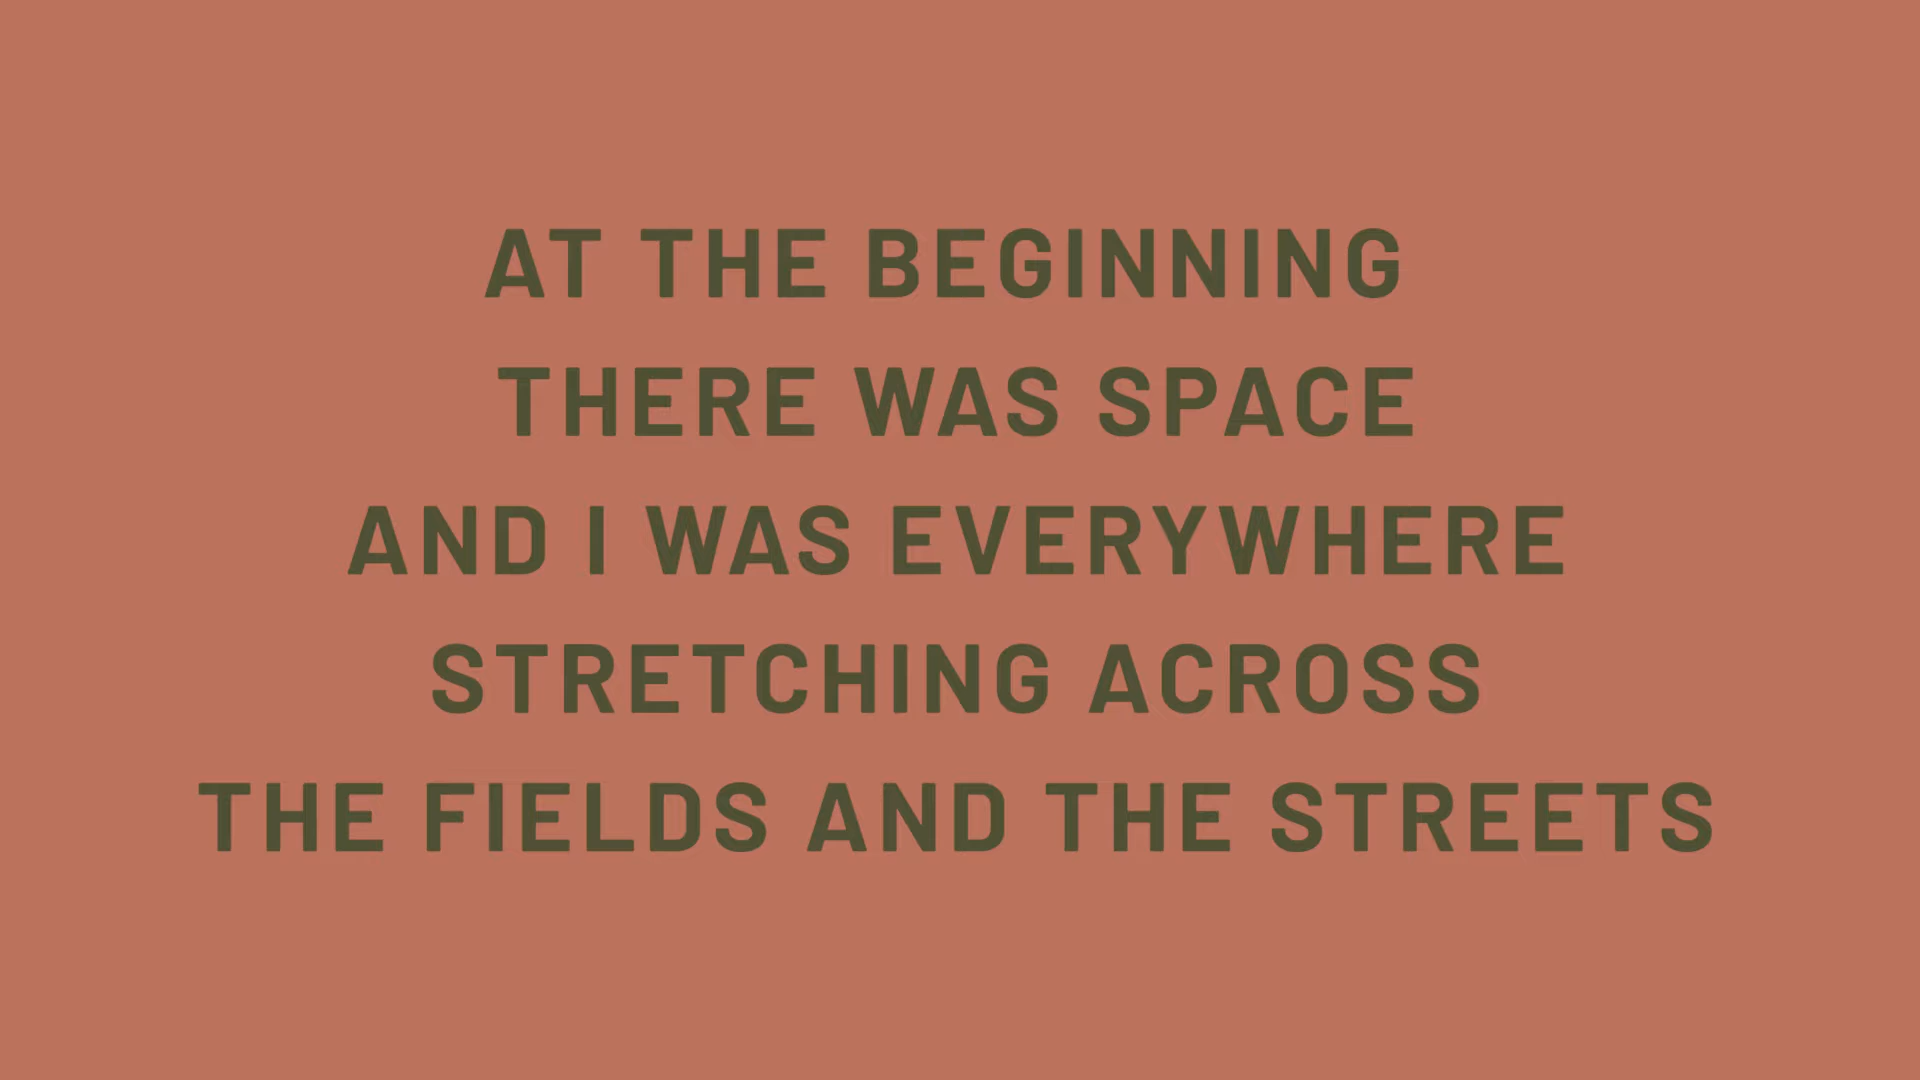 AT THE BEGINNING
THERE WAS SPACE
AND I WAS EVERYWHERE
STRETCHING ACROSS
THE FIELDS AND THE STREETS